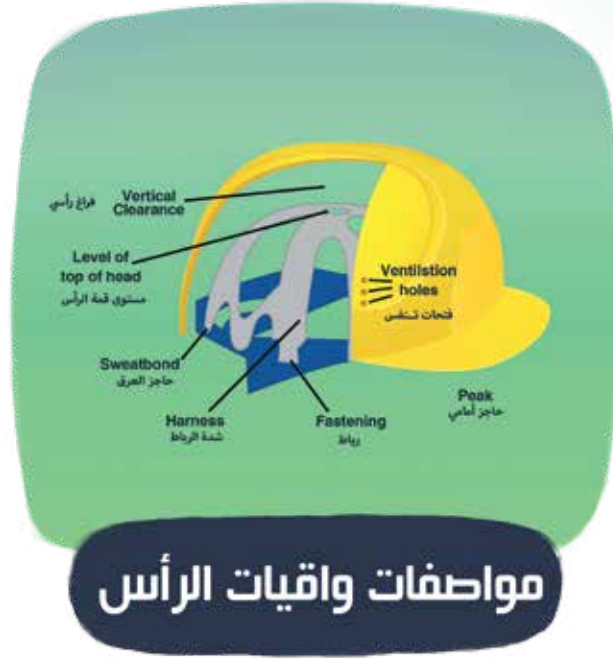 Vertical
Clearance
فراغ رأسي
Level of
top of head
مستوى قمة الرأس
Ventilstion
holes
فتحات تنفس
Sweatbond
حاجز العرق
Harness
شدة الرباط
Fastening
رباط
Peak
حاجز أمامي
مواصفات واقيات الرأس